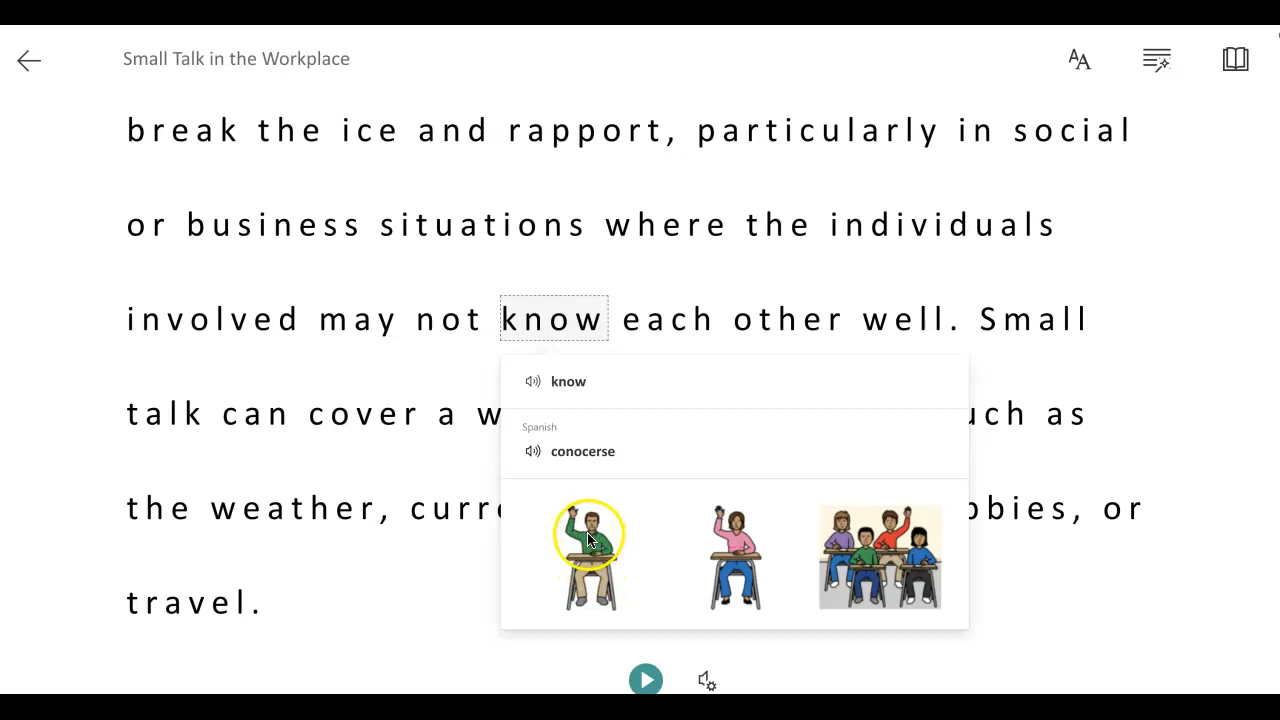 Small Talk in the Workplace
AA
break the ice and rapport, particularly in social
or business situations where the individuals
involved may not know each other well. Small
know
talk can cover a w uch as
Spanish
conocerse
the weather, curr bbies, or
travel.